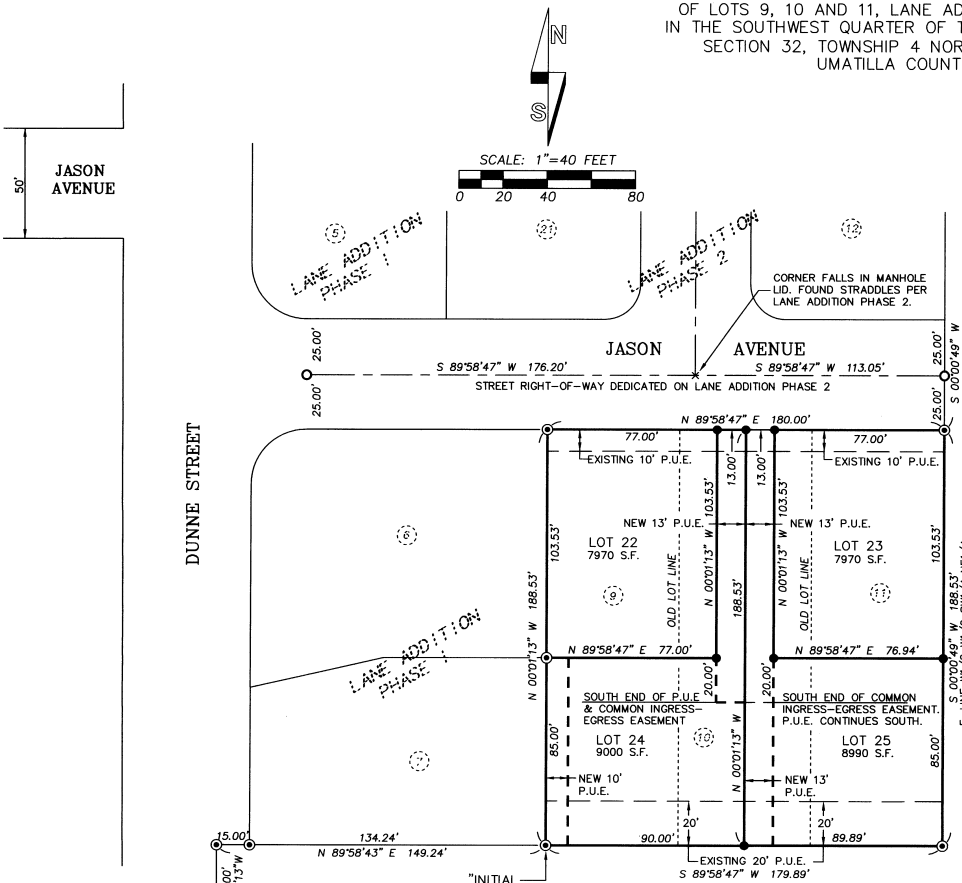 OF LOTS 9, 10 AND 11, LANE AD
IN THE SOUTHWEST QUARTER OF T
SECTION 32, TOWNSHIP 4 NOR
UMATILLA COUNT
N
S
SCALE: 1"=40 FEET
0 20 40 80
50'
JASON
AVENUE
5
LANE ADDITION
PHASE 1
21
LANE ADDITION
PHASE 2
12
CORNER FALLS IN MANHOLE
LID. FOUND STRADDLES PER
LANE ADDITION PHASE 2.
25.00'
25.00'
JASON AVENUE
S 89°58'47" W 176.20'
S 89°58'47" W 113.05'
STREET RIGHT-OF-WAY DEDICATED ON LANE ADDITION PHASE 2
25.00'
25.00'
S 00°00'49" W
DUNNE STREET
N 89°58'47" E 180.00'
77.00'
77.00'
EXISTING 10' P.U.E.
EXISTING 10' P.U.E.
13.00'
13.00'
103.53'
103.53'
NEW 13' P.U.E.
NEW 13' P.U.E.
LOT 22
7970 S.F.
LOT 23
7970 S.F.
6
9
11
103.53'
103.53'
OLD LOT LINE
OLD LOT LINE
N 00°01'13" W
N 00°01'13" W
188.53'
N 00°01'13" W 188.53'
S 00°00'49" W 188.53'
LANE ADDITION
PHASE 1
N 89°58'47" E 77.00'
N 89°58'47" E 76.94'
20.00'
20.00'
SOUTH END OF P.U.E
& COMMON INGRESS-
EGRESS EASEMENT
SOUTH END OF COMMON
INGRESS-EGRESS EASEMENT.
P.U.E. CONTINUES SOUTH.
LOT 24
9000 S.F.
10
LOT 25
8990 S.F.
7
85.00'
85.00'
N 00°01'13" W
NEW 10'
P.U.E.
NEW 13'
P.U.E.
20'
20'
15.00'
134.24'
N 89°58'43" E 149.24'
90.00'
89.89'
EXISTING 20' P.U.E.
S 89°58'47" W 179.89'
"INITIAL
00'
'13"W